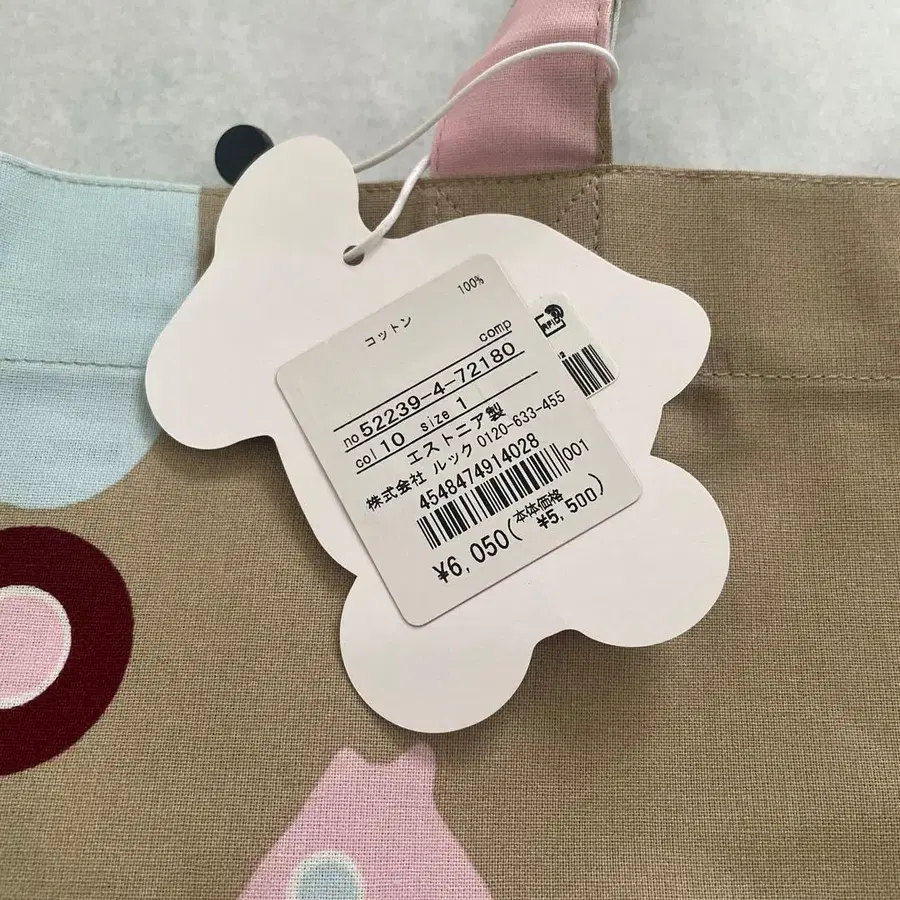 コットン 100%
comp
no 52239-4-72180
col 10 size 1
エストニア製
株式会社 ルック 0120-633-455
4548474914028
001
¥6,050(本体価格 ¥5,500)
RFID